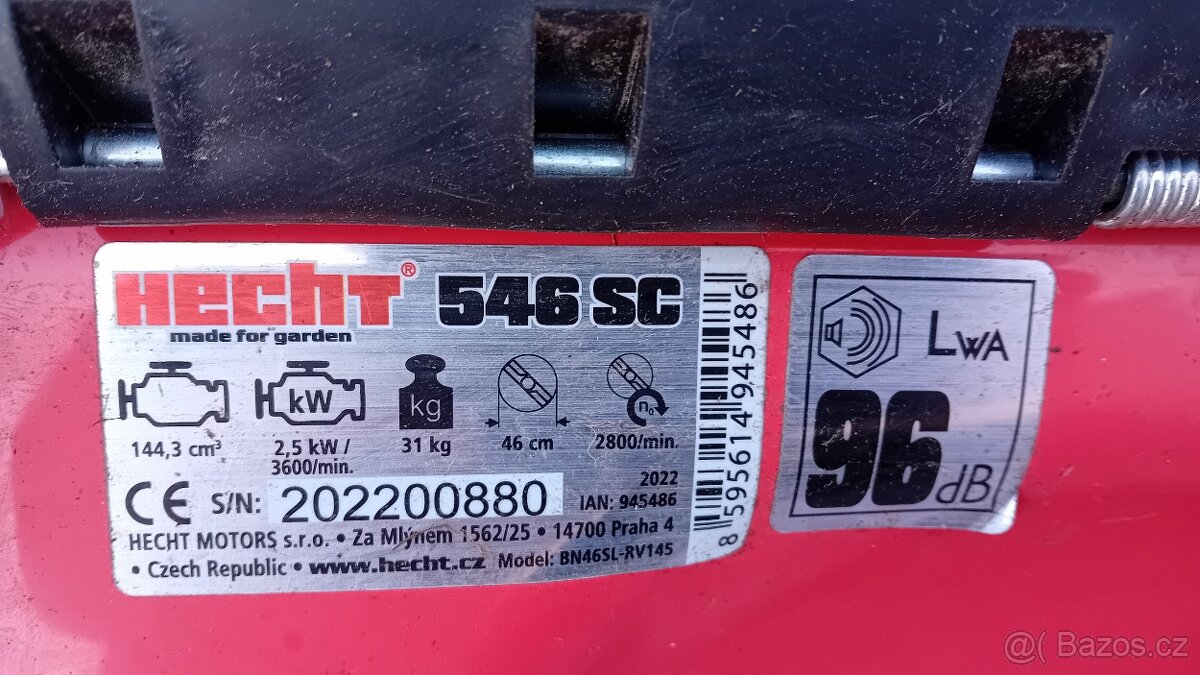 HECHT® 546 SC
made for garden
kW
kg
n₀
144,3 cm³
2,5 kW /
3600/min.
31 kg
46 cm
2800/min.
CE S/N: 202200880
2022
IAN: 945486
HECHT MOTORS s.r.o. • Za Mlýnem 1562/25 • 14700 Praha 4
• Czech Republic • www.hecht.cz Model: BN46SL-RV145
8 595614 945486
LWA
96
dB
@( Bazos.cz